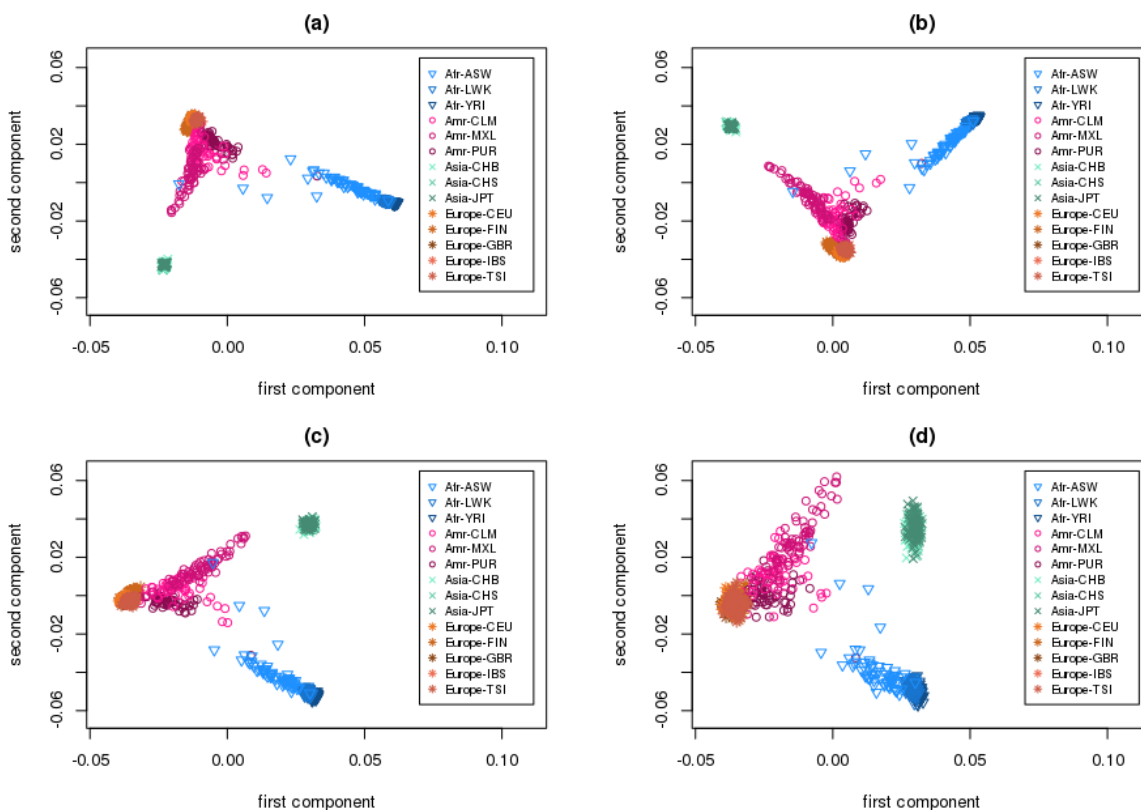 (a)
second component
0.06
0.02
-0.02
-0.06
-0.05
0.00
0.05
0.10
first component
Afr-ASW
Afr-LWK
Afr-YRI
Amr-CLM
Amr-MXL
Amr-PUR
Asia-CHB
Asia-CHS
Asia-JPT
Europe-CEU
Europe-FIN
Europe-GBR
Europe-IBS
Europe-TSI
(b)
second component
0.06
0.02
-0.02
-0.06
-0.05
0.00
0.05
0.10
first component
Afr-ASW
Afr-LWK
Afr-YRI
Amr-CLM
Amr-MXL
Amr-PUR
Asia-CHB
Asia-CHS
Asia-JPT
Europe-CEU
Europe-FIN
Europe-GBR
Europe-IBS
Europe-TSI
(c)
second component
0.06
0.02
-0.02
-0.06
-0.05
0.00
0.05
0.10
first component
Afr-ASW
Afr-LWK
Afr-YRI
Amr-CLM
Amr-MXL
Amr-PUR
Asia-CHB
Asia-CHS
Asia-JPT
Europe-CEU
Europe-FIN
Europe-GBR
Europe-IBS
Europe-TSI
(d)
second component
0.06
0.02
-0.02
-0.06
-0.05
0.00
0.05
0.10
first component
Afr-ASW
Afr-LWK
Afr-YRI
Amr-CLM
Amr-MXL
Amr-PUR
Asia-CHB
Asia-CHS
Asia-JPT
Europe-CEU
Europe-FIN
Europe-GBR
Europe-IBS
Europe-TSI